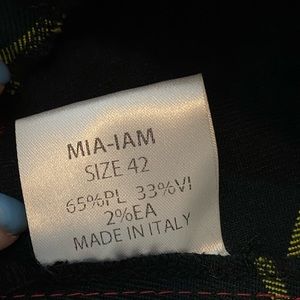 MIA-IAM
SIZE 42
65%PL 33%VI
2%EA
MADE IN ITALY